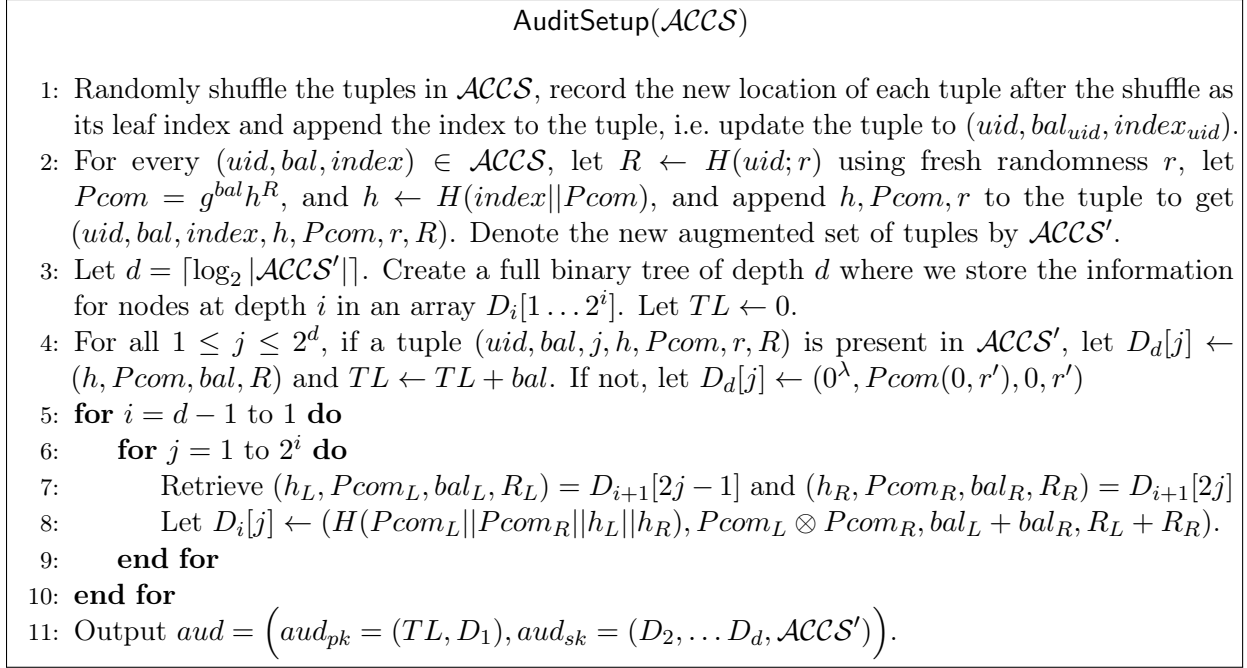 AuditSetup(𝒜𝒞𝒞𝒮)
1: Randomly shuffle the tuples in 𝒜𝒞𝒞𝒮, record the new location of each tuple after the shuffle as
its leaf index and append the index to the tuple, i.e. update the tuple to (uid, bal_{uid}, index_{uid}).
2: For every (uid, bal, index) ∈ 𝒜𝒞𝒞𝒮, let R ← H(uid; r) using fresh randomness r, let
Pcom = g^{bal}h^{R}, and h ← H(index||Pcom), and append h, Pcom, r to the tuple to get
(uid, bal, index, h, Pcom, r, R). Denote the new augmented set of tuples by 𝒜𝒞𝒞𝒮′.
3: Let d = ⌈log₂ |𝒜𝒞𝒞𝒮′|⌉. Create a full binary tree of depth d where we store the information
for nodes at depth i in an array D_i[1 … 2^i]. Let TL ← 0.
4: For all 1 ≤ j ≤ 2^d, if a tuple (uid, bal, j, h, Pcom, r, R) is present in 𝒜𝒞𝒞𝒮′, let D_d[j] ←
(h, Pcom, bal, R) and TL ← TL + bal. If not, let D_d[j] ← (0^λ, Pcom(0, r′), 0, r′)
5: for i = d − 1 to 1 do
6: for j = 1 to 2^i do
7: Retrieve (h_L, Pcom_L, bal_L, R_L) = D_{i+1}[2j − 1] and (h_R, Pcom_R, bal_R, R_R) = D_{i+1}[2j]
8: Let D_i[j] ← (H(Pcom_L||Pcom_R||h_L||h_R), Pcom_L ⊗ Pcom_R, bal_L + bal_R, R_L + R_R).
9: end for
10: end for
11: Output aud = (aud_{pk} = (TL, D_1), aud_{sk} = (D_2, … D_d, 𝒜𝒞𝒞𝒮′)).